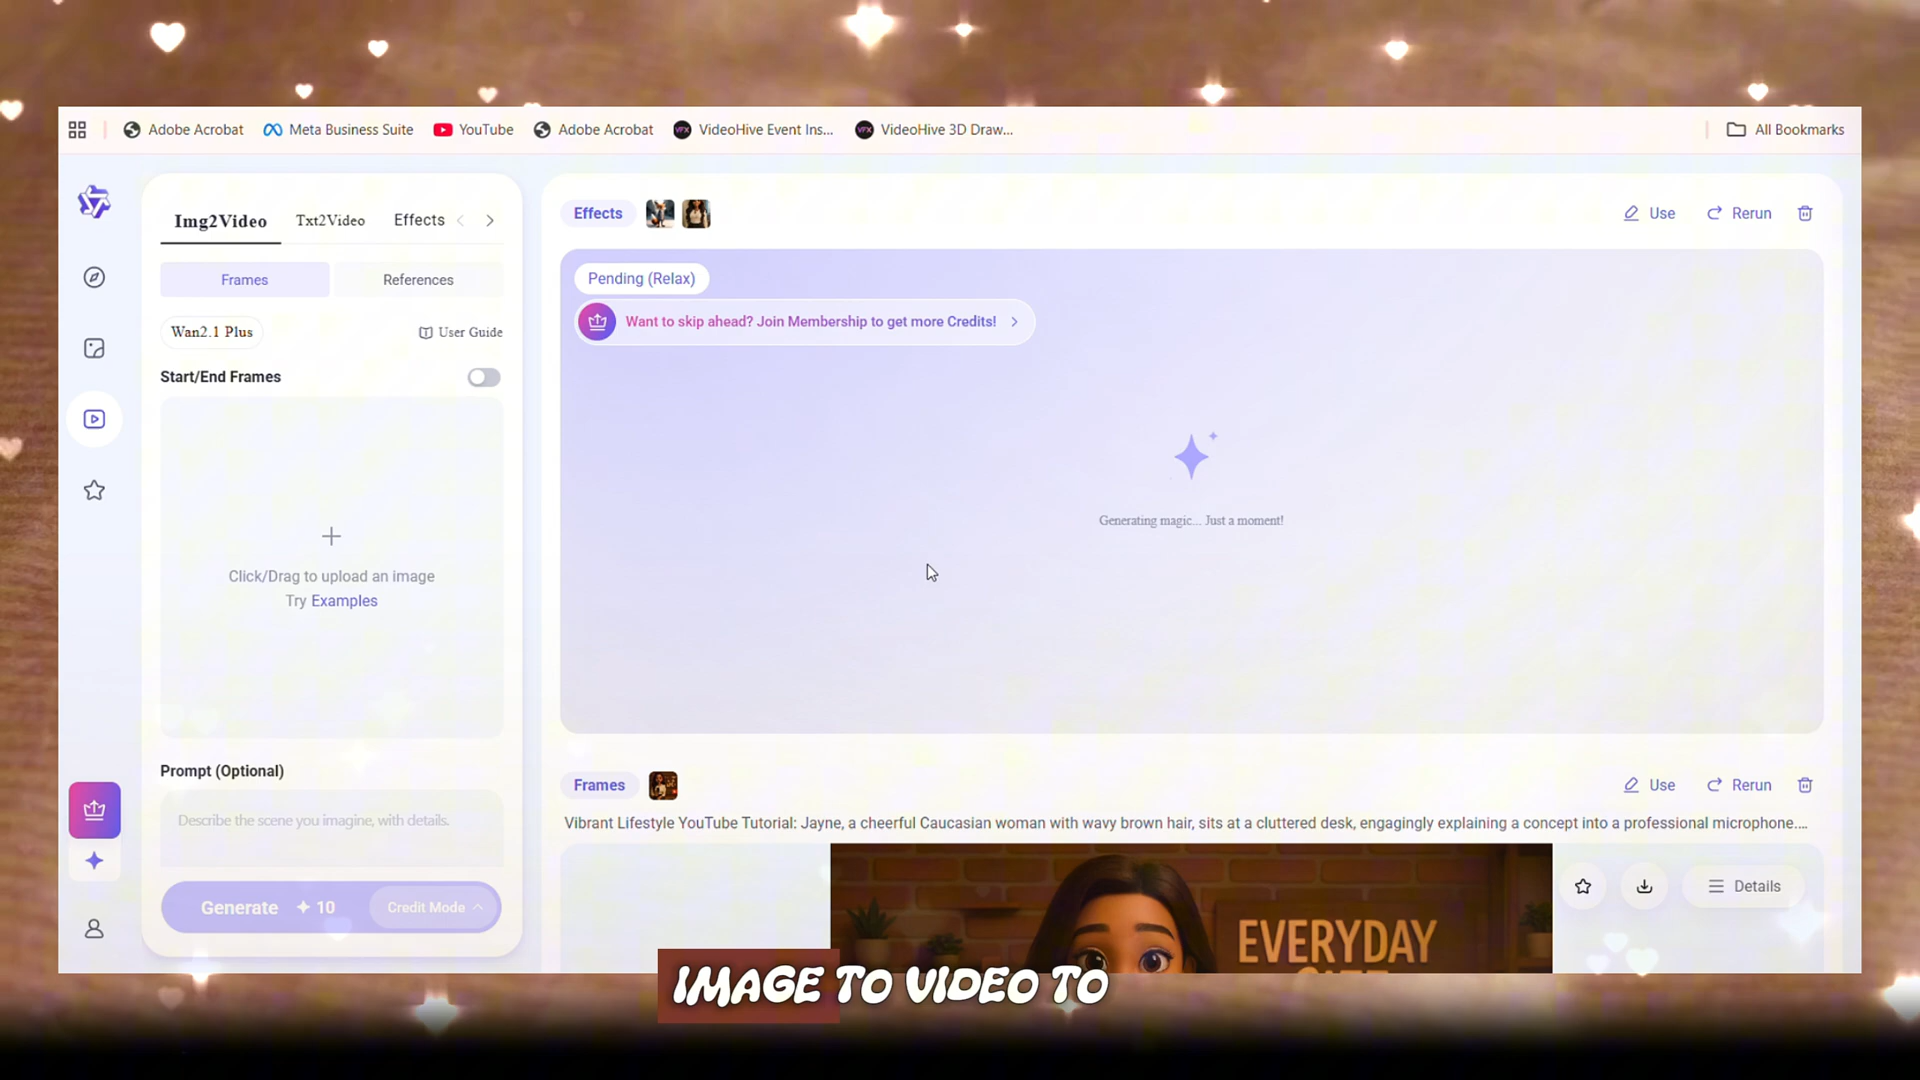 Adobe Acrobat
Meta Business Suite
YouTube
Adobe Acrobat
VideoHive Event Ins...
VideoHive 3D Draw...
All Bookmarks
Img2Video
Txt2Video
Effects
Frames
References
Wan2.1 Plus
User Guide
Start/End Frames
Click/Drag to upload an image
Try Examples
Prompt (Optional)
Describe the scene you imagine, with details.
Generate 10
Credit Mode
Effects
Use
Rerun
Pending (Relax)
Want to skip ahead? Join Membership to get more Credits!
Generating magic... Just a moment!
Frames
Use
Rerun
Vibrant Lifestyle YouTube Tutorial: Jayne, a cheerful Caucasian woman with wavy brown hair, sits at a cluttered desk, engagingly explaining a concept into a professional microphone....
Details
EVERYDAY
IMAGE TO VIDEO TO